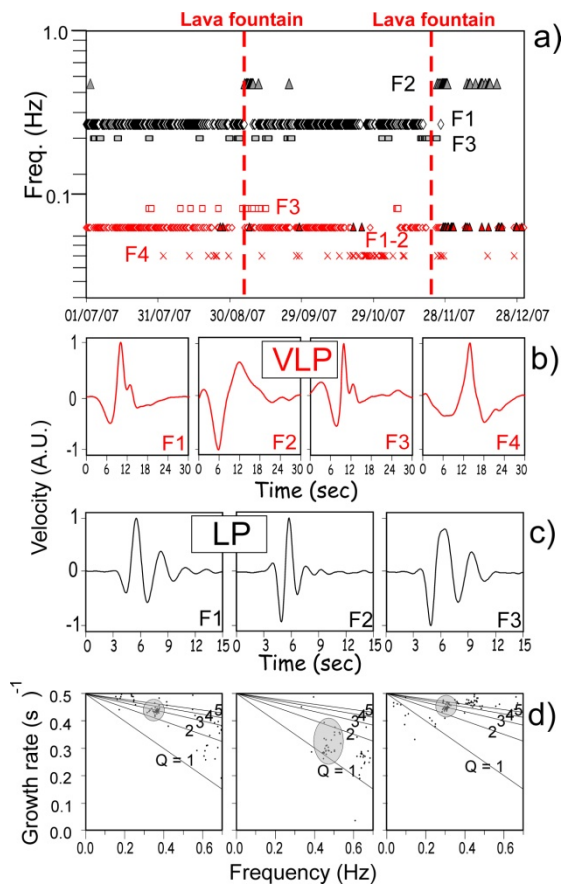 Lava fountain Lava fountain
a)
1.0
F2
F1
F3
Freq. (Hz)
0.1
F3
F1-2
F4
01/07/07 31/07/07 30/08/07 29/09/07 29/10/07 28/11/07 28/12/07
b)
VLP
1
0
-1
F1 F2 F3 F4
0 6 12 18 24 30 0 6 12 18 24 30 0 6 12 18 24 30 0 6 12 18 24 30
Time (sec)
Velocity (A.U.)
c)
LP
1
0
-1
F1 F2 F3
0 3 6 9 12 15 3 6 9 12 15 3 6 9 12 15
Time (sec)
d)
Growth rate (s )-1
0.5
0.4
0.3
0.2
0.1
0.0
2 3 4 5 2 3 4 5 2 3 4 5
Q = 1 Q = 1 Q = 1
0.0 0.2 0.4 0.6 0.0 0.2 0.4 0.6 0.0 0.2 0.4 0.6
Frequency (Hz)